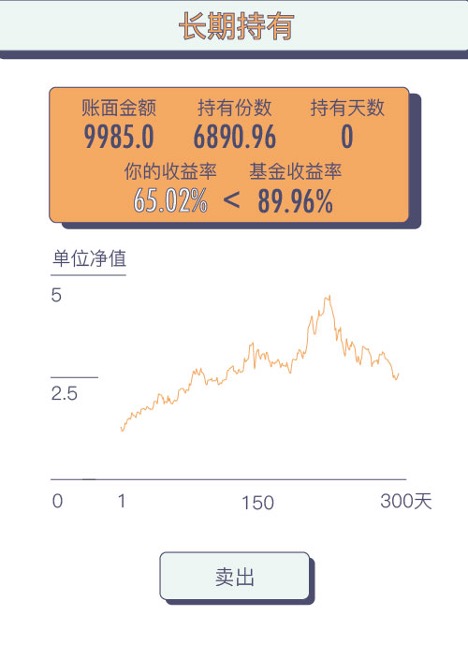 长期持有
账面金额 持有份数 持有天数
9985.0 6890.96 0
你的收益率 基金收益率
65.02% < 89.96%
单位净值
5
2.5
0 1 150 300天
卖出